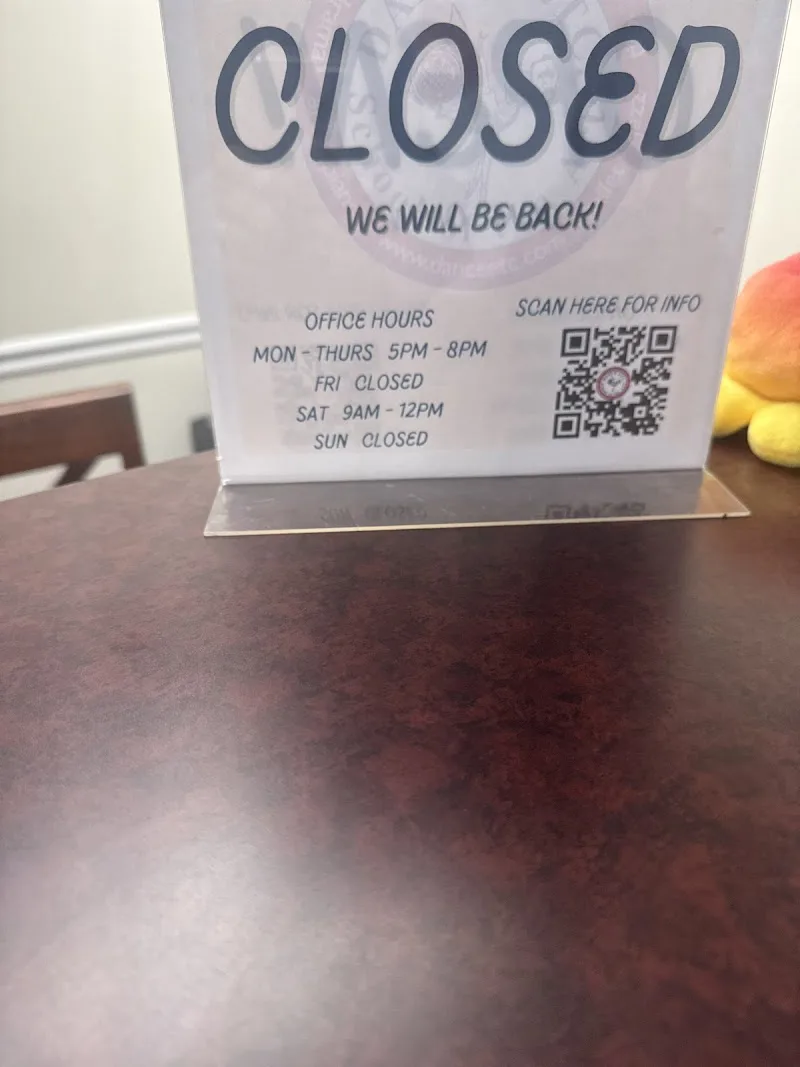 CLOSED
WE WILL BE BACK!
OFFICE HOURS
MON - THURS 5PM - 8PM
FRI CLOSED
SAT 9AM - 12PM
SUN CLOSED
SCAN HERE FOR INFO